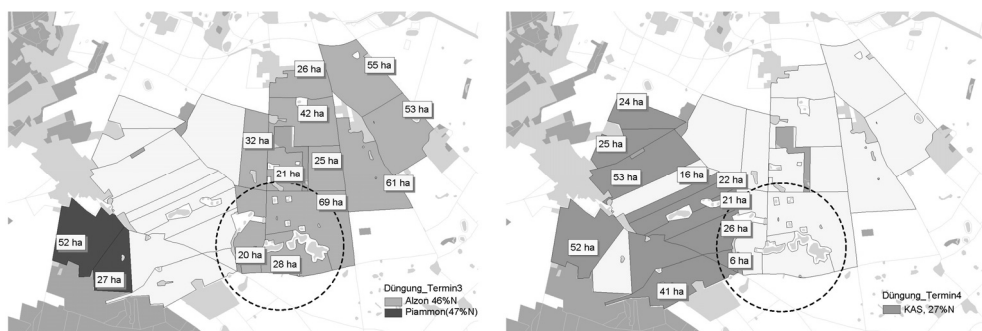 55 ha
26 ha
42 ha
53 ha
32 ha
25 ha
21 ha
61 ha
69 ha
52 ha
20 ha
28 ha
27 ha
Düngung_Termin3
Alzon 46%N
Piammon(47%N)
24 ha
25 ha
53 ha
16 ha
22 ha
21 ha
26 ha
52 ha
6 ha
41 ha
Düngung_Termin4
KAS, 27%N